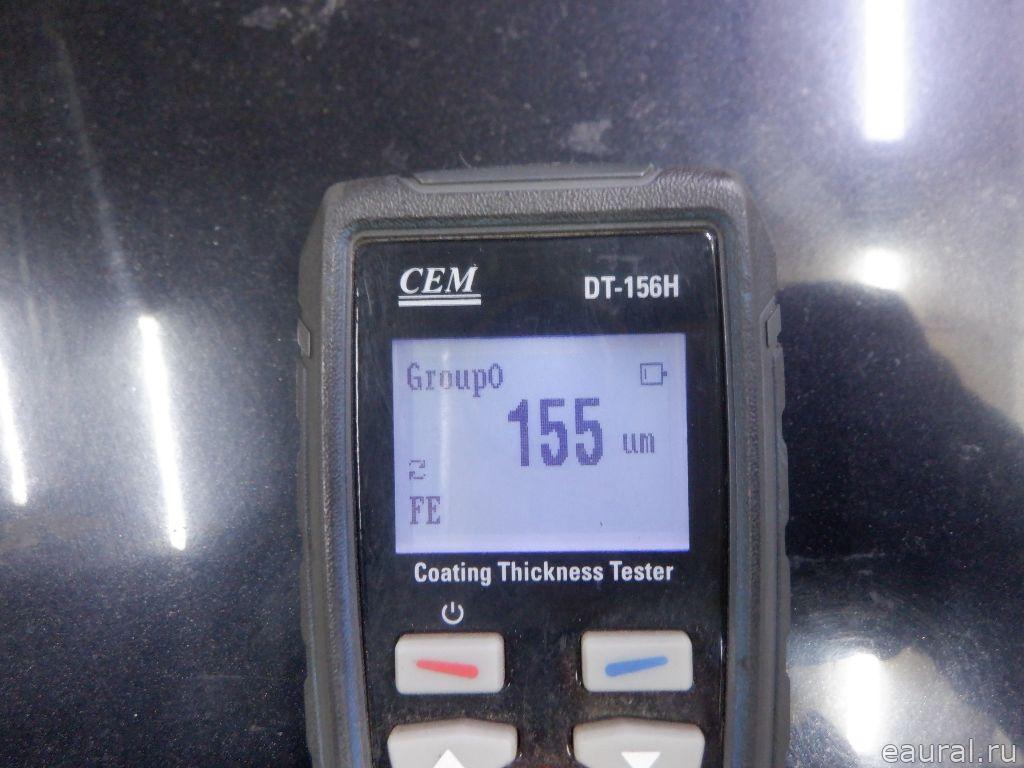 CEM
DT-156H
Group0
155 um
FE
Coating Thickness Tester
eaural.ru